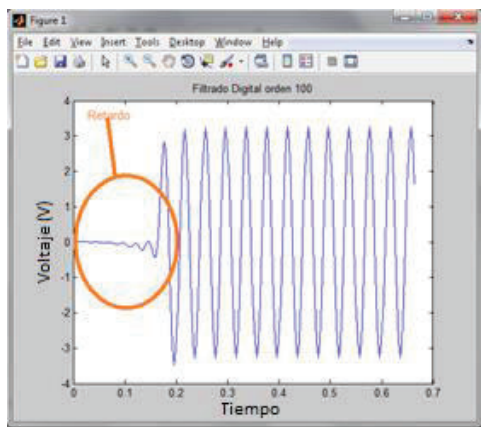 Figure 1
File Edit View Insert Tools Desktop Window Help
Filtrado Digital orden 100
Retardo
Voltaje (V)
4
3
2
1
0
-1
-2
-3
-4
0 0.1 0.2 0.3 0.4 0.5 0.6 0.7
Tiempo